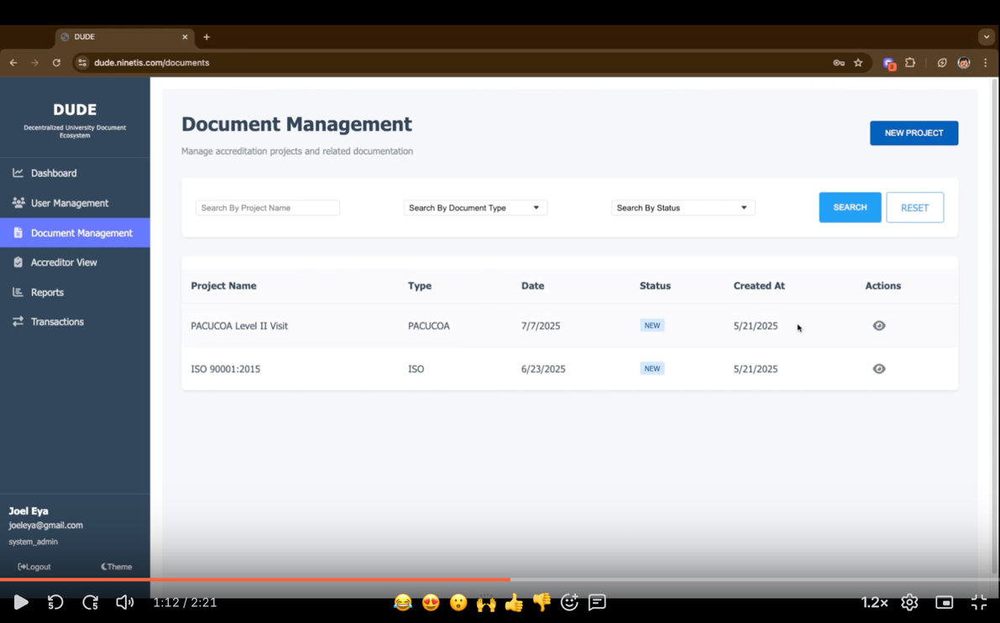 DUDE
dude.ninetis.com/documents
DUDE
Decentralized University Document
Ecosystem
Dashboard
User Management
Document Management
Accreditor View
Reports
Transactions
Joel Eya
joeleya@gmail.com
system_admin
Logout
Theme
Document Management
Manage accreditation projects and related documentation
NEW PROJECT
Search By Project Name
Search By Document Type
Search By Status
SEARCH
RESET
Project Name Type Date Status Created At Actions
PACUCOA Level II Visit PACUCOA 7/7/2025 NEW 5/21/2025
ISO 90001:2015 ISO 6/23/2025 NEW 5/21/2025
5
5
1:12 / 2:21
1.2×